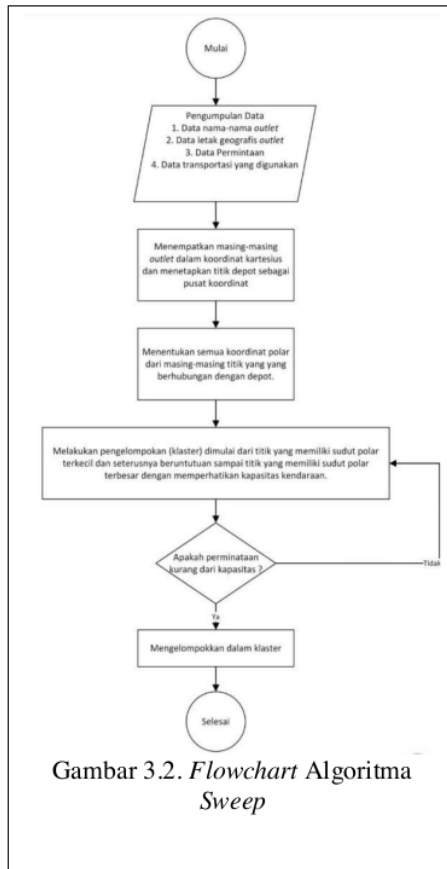 Mulai
Pengumpulan Data
1. Data nama-nama outlet
2. Data letak geografis outlet
3. Data Permintaan
4. Data transportasi yang digunakan
Menempatkan masing-masing
outlet dalam koordinat kartesius
dan menetapkan titik depot sebagai
pusat koordinat
Menentukan semua koordinat polar
dari masing-masing titik yang yang
berhubungan dengan depot.
Melakukan pengelompokan (klaster) dimulai dari titik yang memiliki sudut polar
terkecil dan seterusnya beruntutuan sampai titik yang memiliki sudut polar
terbesar dengan memperhatikan kapasitas kendaraan.
Apakah perminataan
kurang dari kapasitas ?
Tidak
Ya
Mengelompokkan dalam klaster
Selesai
Gambar 3.2. Flowchart Algoritma
Sweep